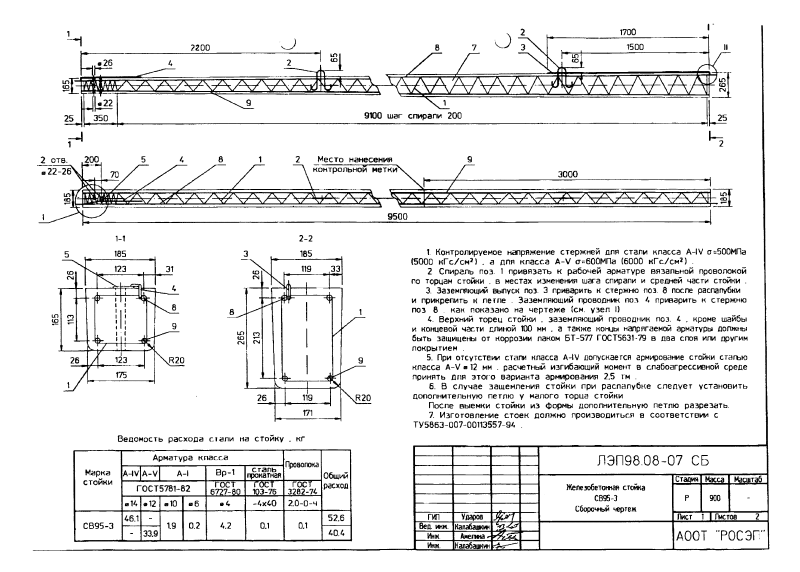 1
2200
⌀26
4
2
65
8
7
1700
2
1500
3
85
II
165
265
⌀22
9
1
25
350
9100 шаг спирали 200
25
1
2
2 отв.
⌀22-26
200
70
5
4
8
1
2
Место нанесения
контрольной метки
9
3000
185
185
I
9500
1-1
185
5
123
31
26
4
8
165
113
9
26
123
R20
1
175
2-2
185
3
119
33
26
8
1
265
213
9
26
119
R20
171
1. Контролируемое напряжение стержней для стали класса А-IV σ=500МПа
(5000 кГс/см²) , а для класса А-V σ=600МПа (6000 кГс/см²) .
2. Спираль поз. 1 привязать к рабочей арматуре вязальной проволокой
по торцам стойки , в местах изменения шага спирали и средней части стойки .
3. Заземляющий выпуск поз. 3 приварить к стержню поз. 8 после распалубки
и прикрепить к петле . Заземляющий проводник поз. 4 приварить к стержню
поз 8 , как показано на чертеже (см. узел I)
4. Верхний торец стойки , заземляющий проводник поз. 4 , кроме шайбы
и концевой части длиной 100 мм , а также концы напрягаемой арматуры должны
быть защищены от коррозии лаком БТ-577 ГОСТ5631-79 в два слоя или другим
покрытием
5. При отсутствии стали класса А-IV допускается армирование стойки сталью
класса А-V ⌀12 мм , расчетный изгибающий момент в слабоагрессивной среде
принять для этого варианта армирования 2,5 тм .
6. В случае защемления стойки при распалубке следует установить
дополнительную петлю у малого торца стойки
После выемки стойки из формы дополнительную петлю разрезать.
7. Изготовление стоек должно производиться в соответствии с
ТУ5863-007-00113557-94 .
Ведомость расхода стали на стойку , кг
Марка стойки
Арматура класса
Проволока
Общий расход
А-IV А-V А-I Вр-1 сталь прокатная
ГОСТ5781-82 ГОСТ 6727-80 ГОСТ 103-76 ГОСТ 3282-74
⌀14 ⌀12 ⌀10 ⌀6 ⌀4 -4х40 2,0-0-ч
СВ95-3
46.1 - 1,9 0.2 4,2 0,1 0,1 52,6
- 33,9 40.4
ЛЭП98.08-07 СБ
Железобетонная стойка
СВ95-3
Сборочный чертеж
Стадия Масса Масштаб
Р 900 -
Лист 1 Листов 2
ГИП Ударов
Вед. инж. Калабашкин
Инж Амелина
Инж. Калабашкин
АООТ "РОСЭП"